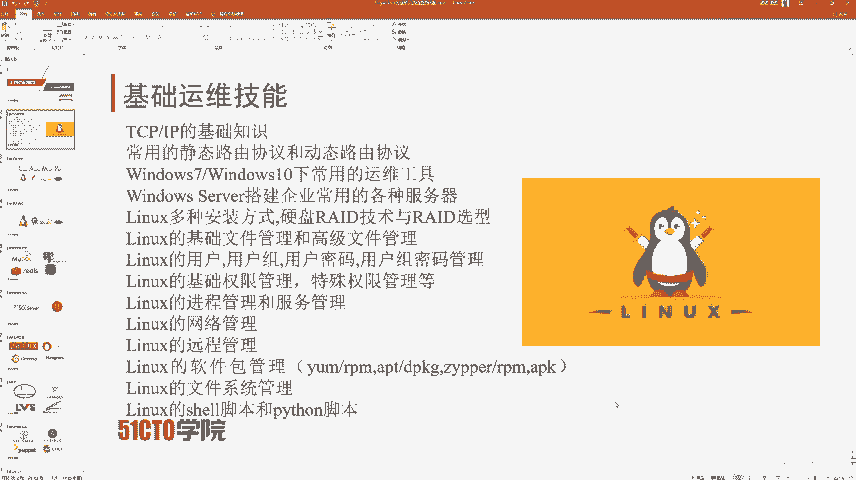 基础运维技能
TCP/IP的基础知识
常用的静态路由协议和动态路由协议
Windows7/Windows10下常用的运维工具
Windows Server搭建企业常用的各种服务器
Linux多种安装方式,硬盘RAID技术与RAID选型
Linux的基础文件管理和高级文件管理
Linux的用户,用户组,用户密码,用户组密码管理
Linux的基础权限管理，特殊权限管理等
Linux的进程管理和服务管理
Linux的网络管理
Linux的远程管理
Linux的软件包管理（yum/rpm,apt/dpkg,zypper/rpm,apk）
Linux的文件系统管理
Linux的shell脚本和python脚本
51CTO学院
LINUX